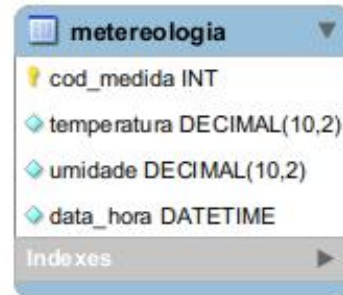 metereologia
cod_medida INT
temperatura DECIMAL(10,2)
umidade DECIMAL(10,2)
data_hora DATETIME
Indexes